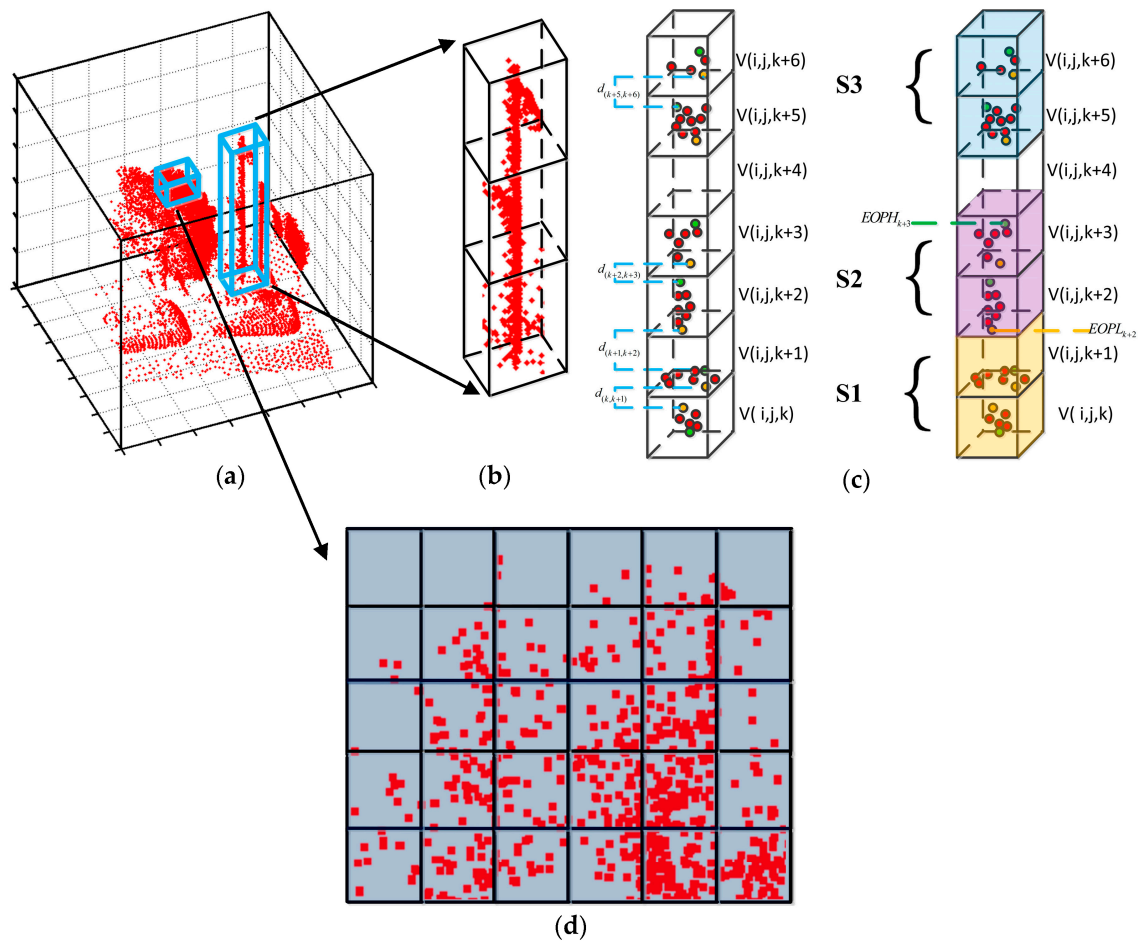 V(i,j,k+6)
V(i,j,k+5)
V(i,j,k+4)
V(i,j,k+3)
V(i,j,k+2)
V(i,j,k+1)
V( i,j,k)
d(k+5,k+6)
d(k+2,k+3)
d(k+1,k+2)
d(k,k+1)
S3
S2
S1
V(i,j,k+6)
V(i,j,k+5)
V(i,j,k+4)
V(i,j,k+3)
V(i,j,k+2)
V(i,j,k+1)
V( i,j,k)
EOPHk+3
EOPLk+2
(a)
(b)
(c)
(d)